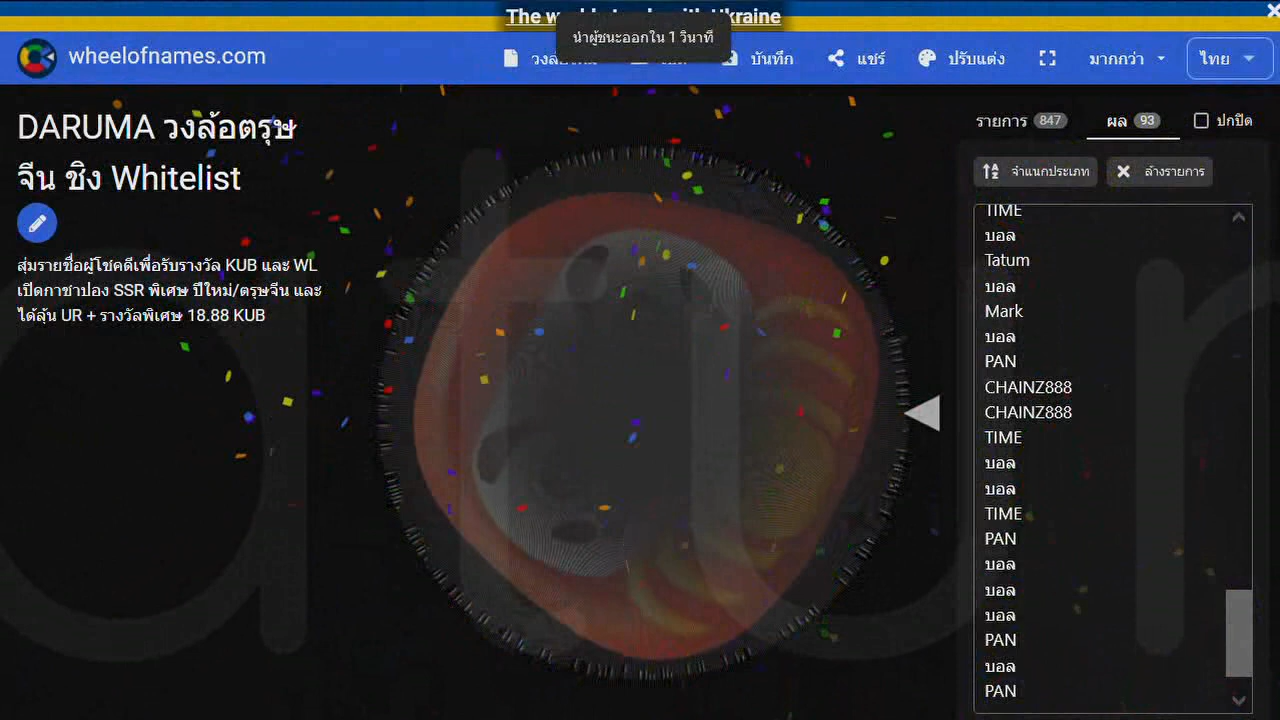 The w
kraine
นำผู้ชนะออกใน 1 วินาที
wheelofnames.com
บันทึก
แชร์
ปรับแต่ง
มากกว่า
ไทย
DARUMA วงล้อตรุษ
จีน ชิง Whitelist
สุ่มรายชื่อผู้โชคดีเพื่อรับรางวัล KUB และ WL
เปิดกาชาปอง SSR พิเศษ ปีใหม่/ตรุษจีน และ
ได้ลุ้น UR + รางวัลพิเศษ 18.88 KUB
รายการ 847
ผล 93
ปกปิด
จำแนกประเภท
ล้างรายการ
TIME
บอล
Tatum
บอล
Mark
บอล
PAN
CHAINZ888
CHAINZ888
TIME
บอล
บอล
TIME
PAN
บอล
บอล
บอล
PAN
บอล
PAN